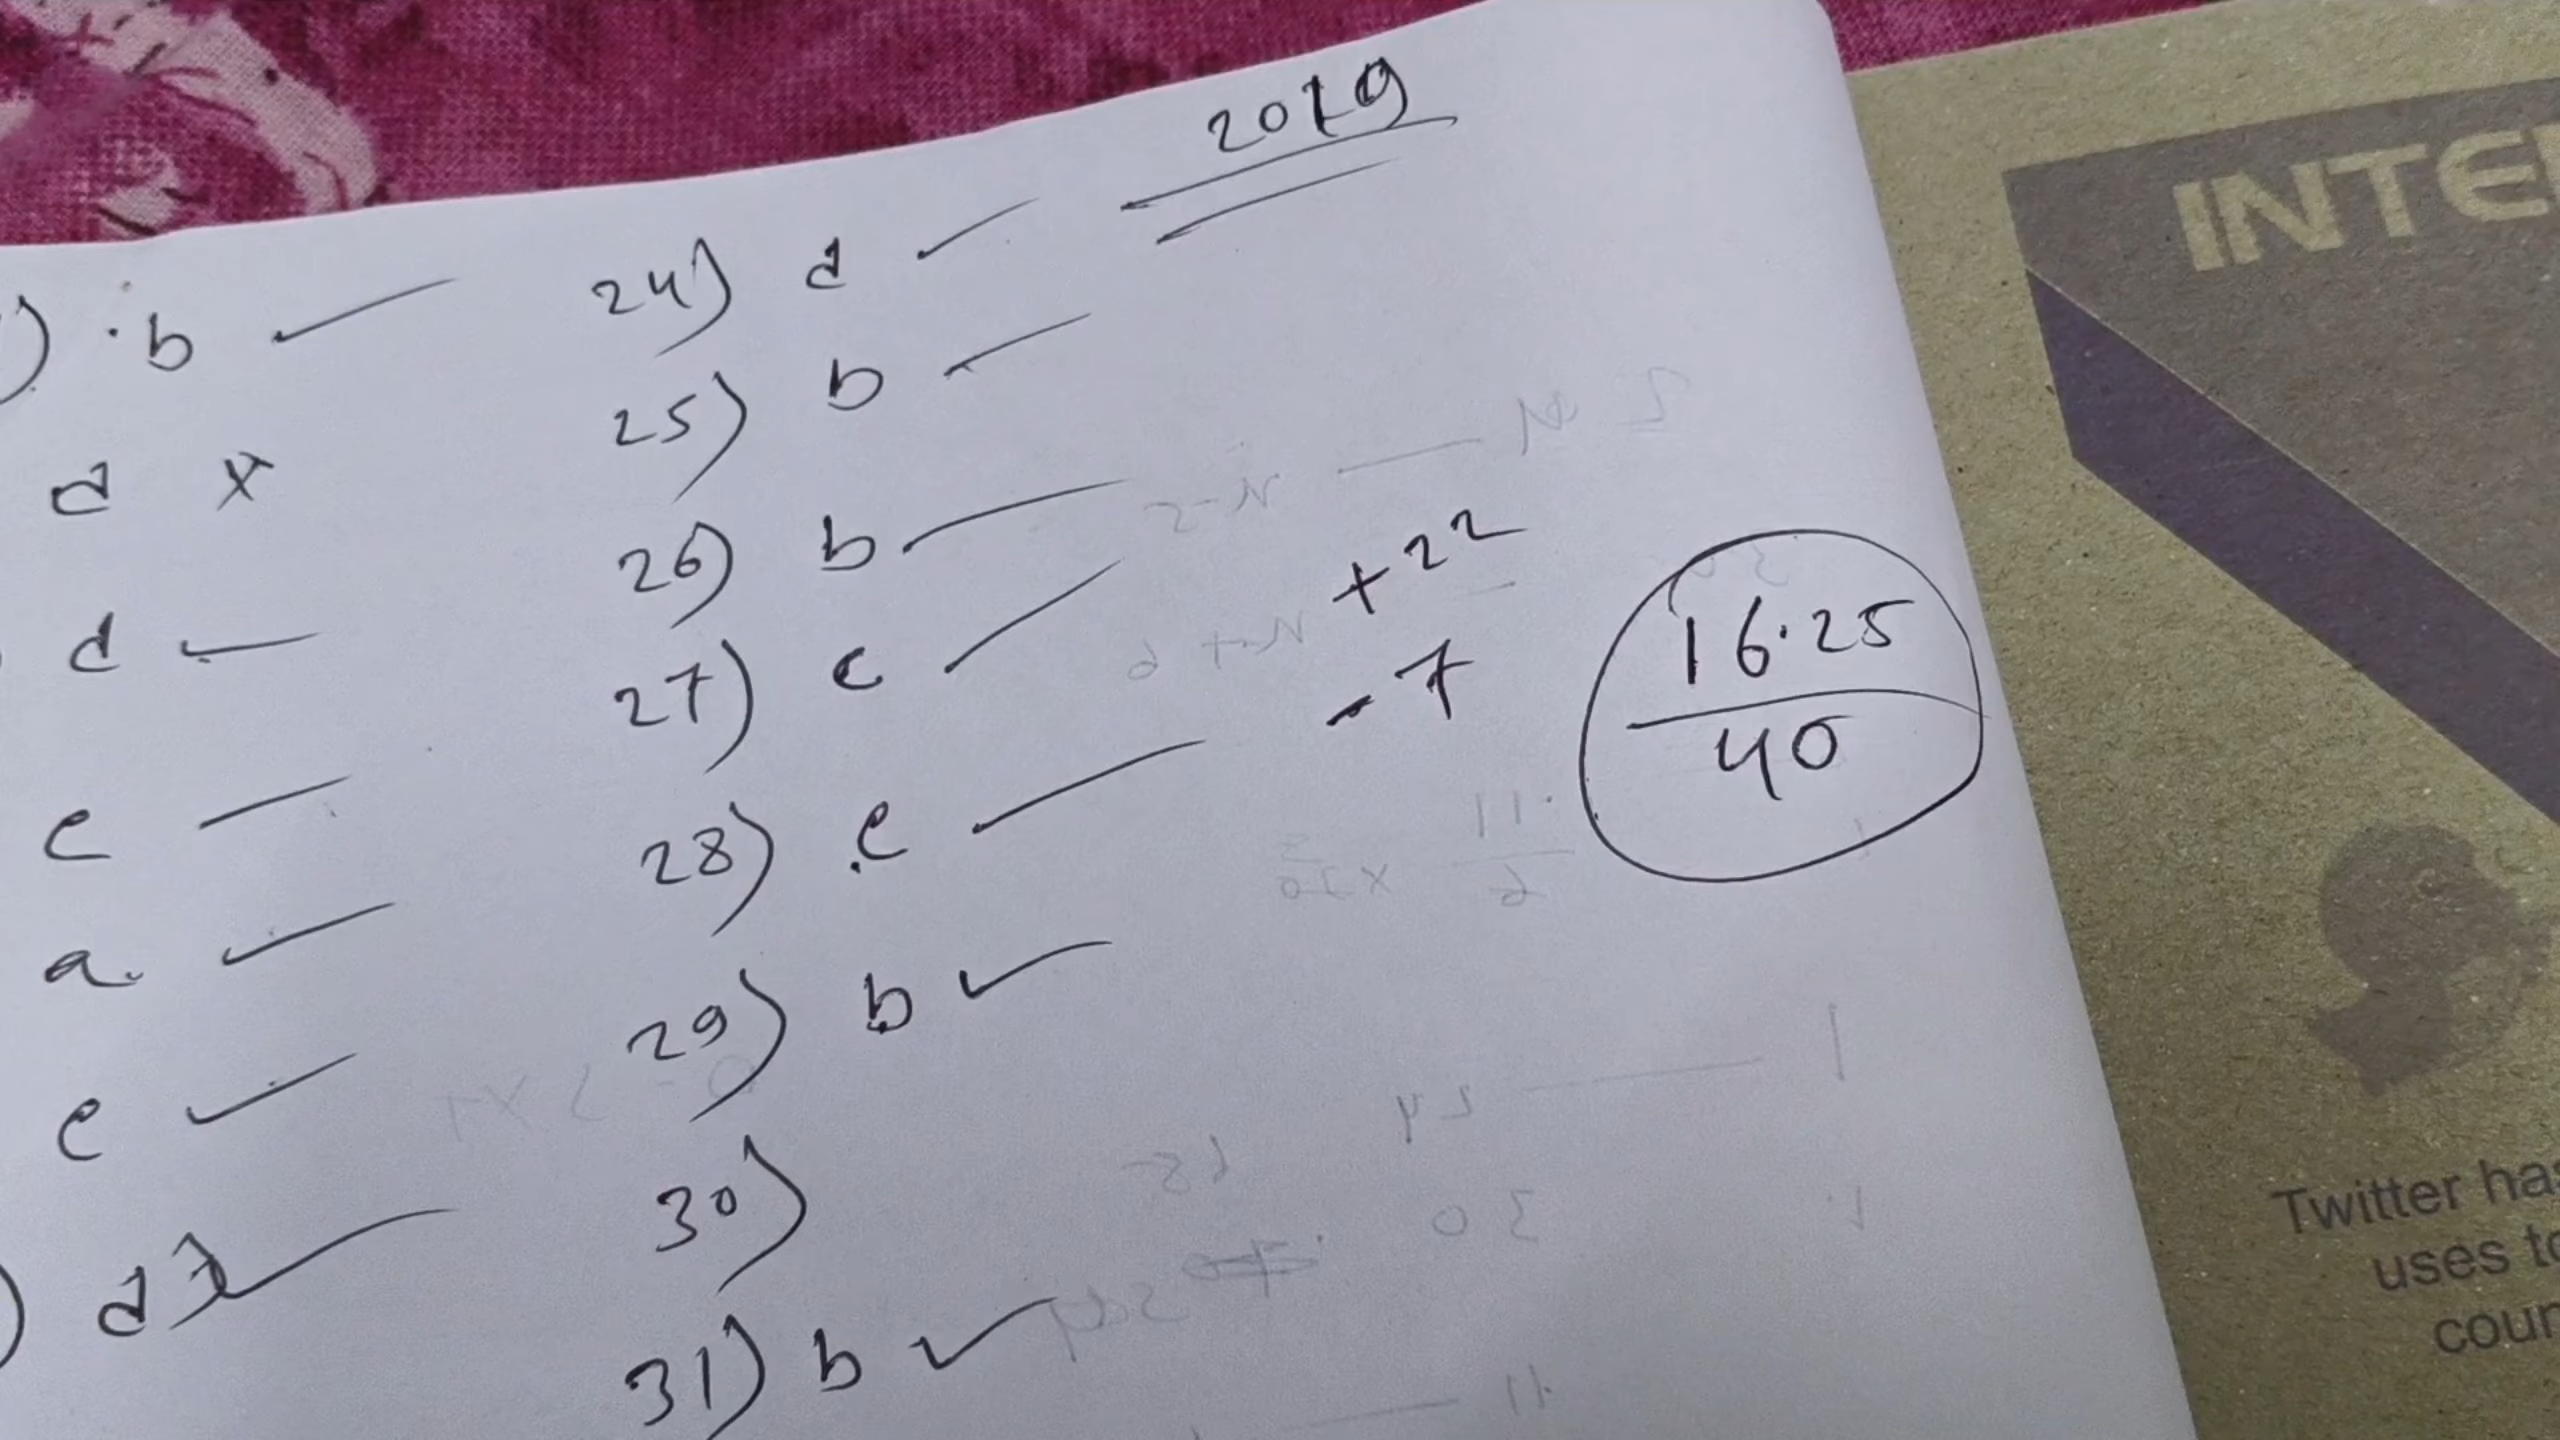 2019
b
d x
d
c
a.
c
d
24) d
25) b
26) b
27) c
28) c
29) b
30)
31) b
+22
-7
16.25
40
INTE
Twitter ha
uses to
coun